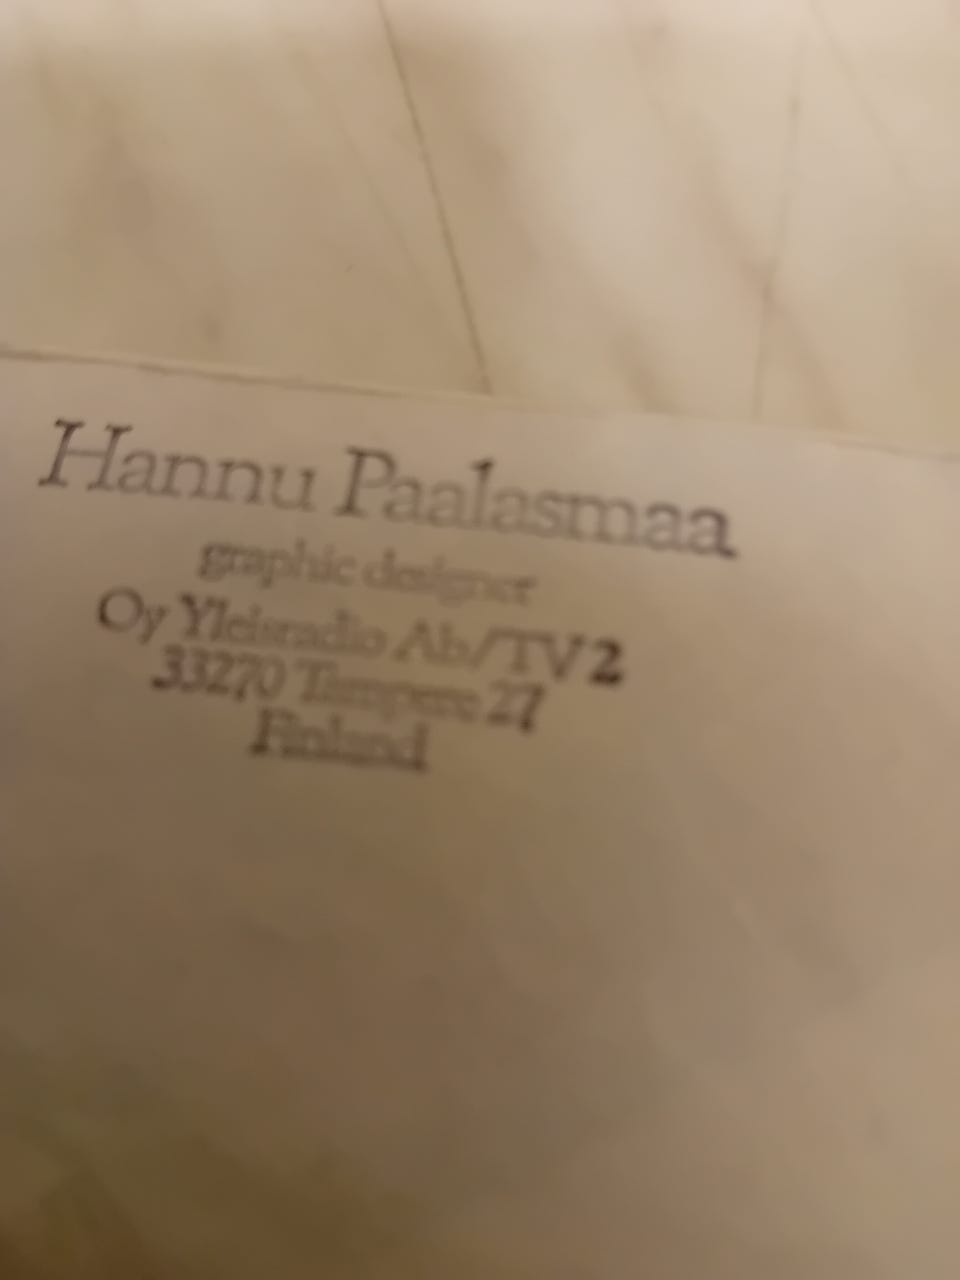 Hannu Paalasmaa
graphic designer
Oy Yleisradio Ab/TV2
33270 Tampere 27
Finland